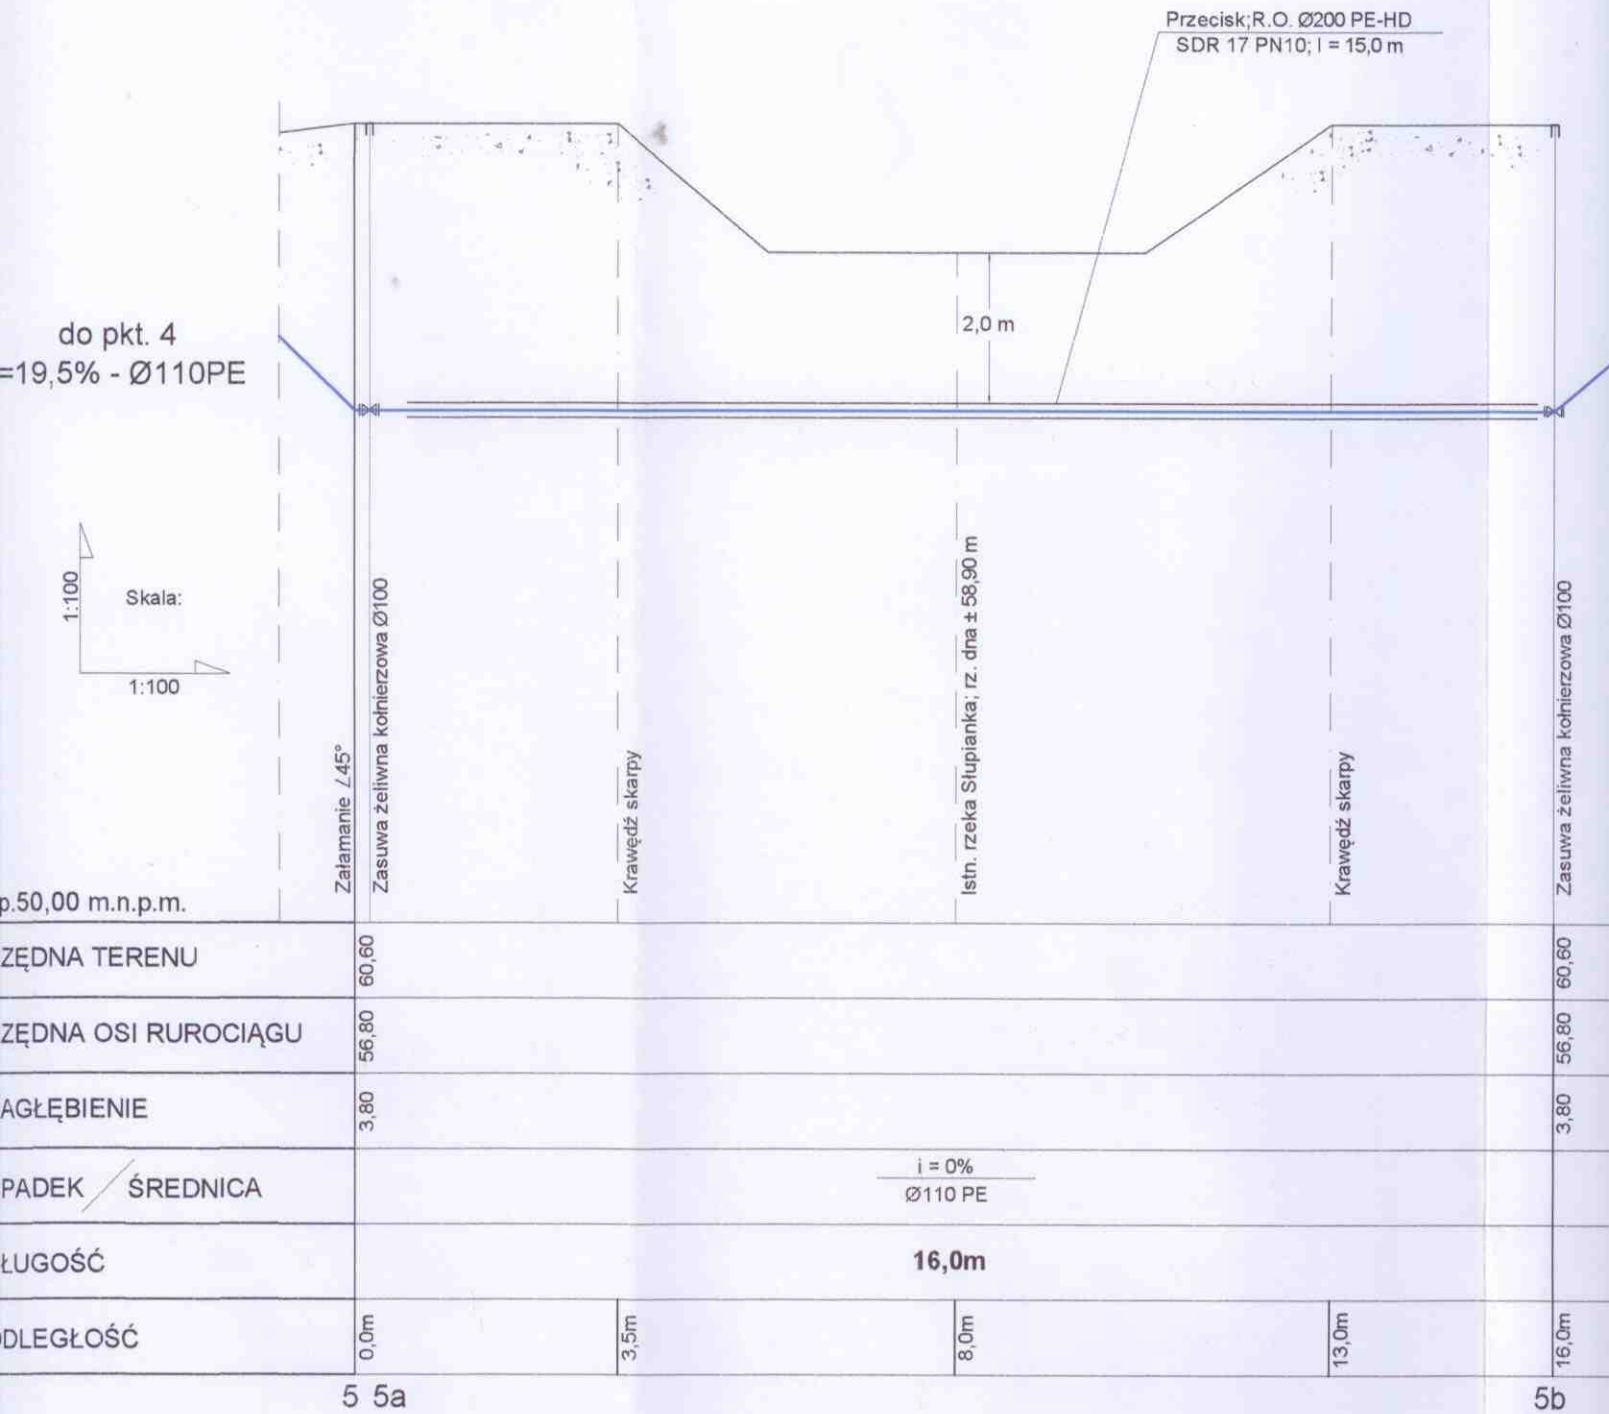 Przecisk;R.O. Ø200 PE-HD
SDR 17 PN10; l = 15,0 m
2,0 m
do pkt. 4
=19,5% - Ø110PE
1:100
Skala:
1:100
Załamanie ∠45°
Zasuwa żeliwna kołnierzowa Ø100
Krawędź skarpy
Istn. rzeka Słupianka; rz. dna ± 58,90 m
Krawędź skarpy
Zasuwa żeliwna kołnierzowa Ø100
p.50,00 m.n.p.m.
ZĘDNA TERENU 60,60 60,60
ZĘDNA OSI RUROCIĄGU 56,80 56,80
AGŁĘBIENIE 3,80 3,80
PADEK / ŚREDNICA
i = 0%
Ø110 PE
ŁUGOŚĆ 16,0m
DLEGŁOŚĆ 0,0m 3,5m 8,0m 13,0m 16,0m
5 5a 5b